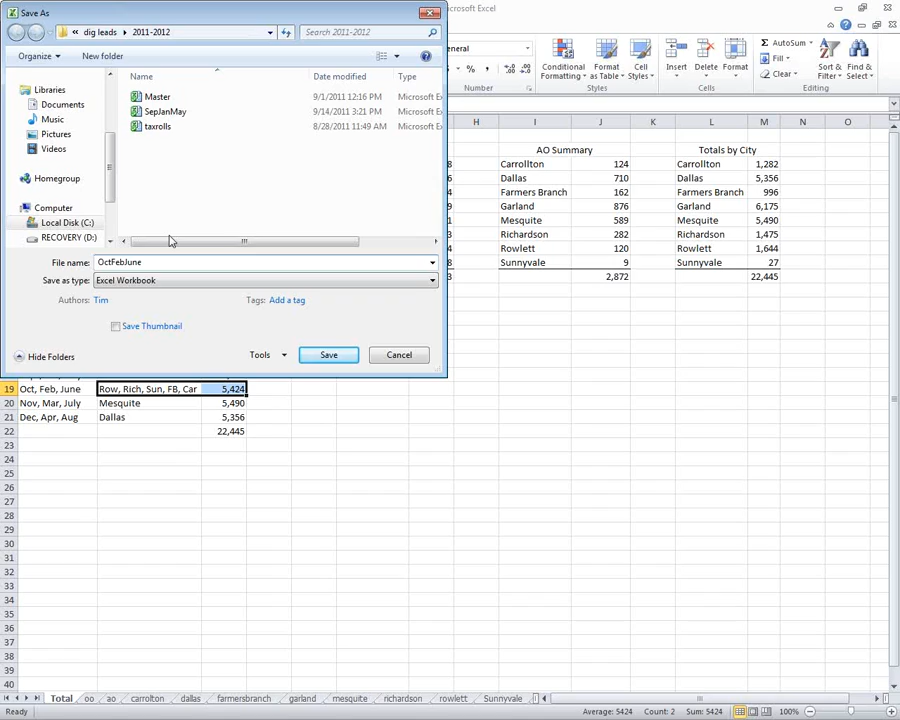 Save As
Microsoft Excel
« dig leads ▸ 2011-2012
Search 2011-2012
Organize
New folder
Name
Date modified
Type
Master
9/1/2011 12:16 PM
Microsoft E
SepJanMay
9/14/2011 3:21 PM
Microsoft E
taxrolls
8/28/2011 11:49 AM
Microsoft E
Libraries
Documents
Music
Pictures
Videos
Homegroup
Computer
Local Disk (C:)
RECOVERY (D:)
File name: OctFebJune
Save as type: Excel Workbook
Authors: Tim
Tags: Add a tag
Save Thumbnail
Hide Folders
Tools
Save
Cancel
eneral
% ,
Number
Conditional Formatting
Format as Table
Cell Styles
Styles
Insert
Delete
Format
Cells
Σ AutoSum
Fill
Clear
Sort & Filter
Find & Select
Editing
H I J K L M N O
AO Summary
Totals by City
8 Carrollton 124 Carrollton 1,282
6 Dallas 710 Dallas 5,356
4 Farmers Branch 162 Farmers Branch 996
Garland 876 Garland 6,175
1 Mesquite 589 Mesquite 5,490
Richardson 282 Richardson 1,475
4 Rowlett 120 Rowlett 1,644
8 Sunnyvale 9 Sunnyvale 27
3 2,872 22,445
19 Oct, Feb, June Row, Rich, Sun, FB, Car 5,424
20 Nov, Mar, July Mesquite 5,490
21 Dec, Apr, Aug Dallas 5,356
22 22,445
23
24
25
26
27
28
29
30
31
32
33
34
35
36
37
38
39
40
Total oo ao carrollton dallas farmersbranch garland mesquite richardson rowlett Sunnyvale
Ready
Average: 5424 Count: 2 Sum: 5424
100%